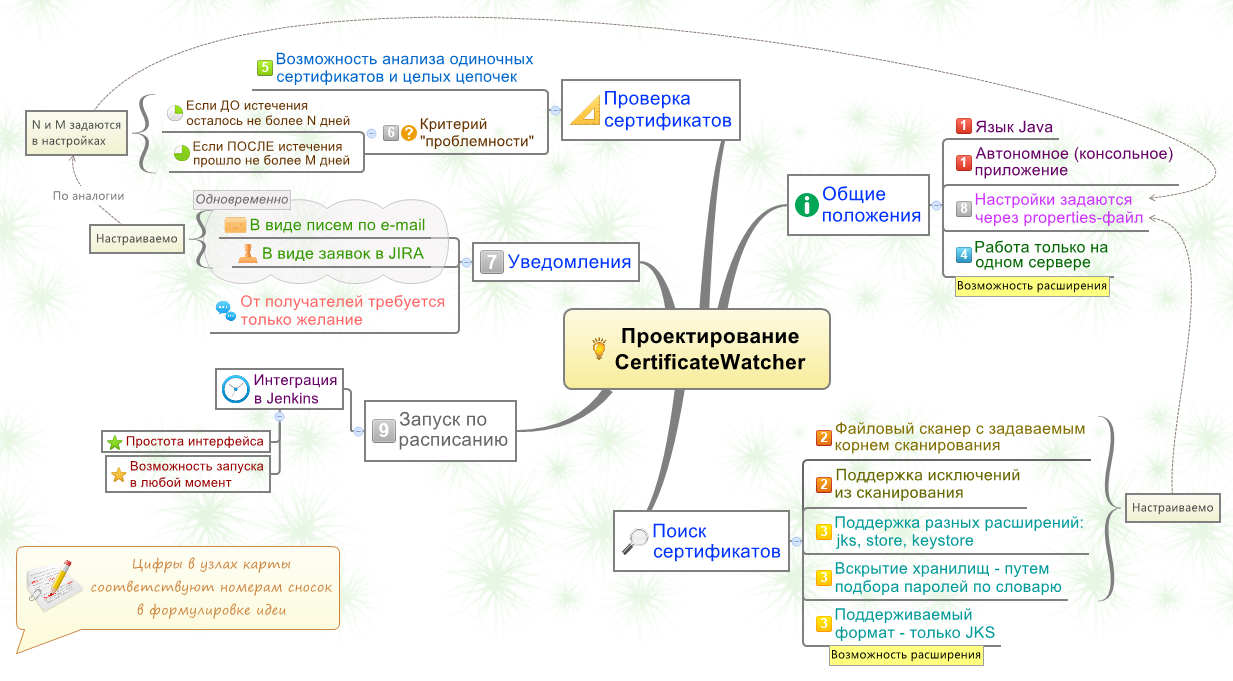 Проектирование
CertificateWatcher
i
Общие
положения
1
Язык Java
1
Автономное (консольное)
приложение
8
Настройки задаются
через properties-файл
4
Работа только на
одном сервере
Возможность расширения
Поиск
сертификатов
2
Файловый сканер с задаваемым
корнем сканирования
2
Поддержка исключений
из сканирования
3
Поддержка разных расширений:
jks, store, keystore
3
Вскрытие хранилищ - путем
подбора паролей по словарю
3
Поддерживаемый
формат - только JKS
Возможность расширения
Настраиваемо
Проверка
сертификатов
5
Возможность анализа одиночных
сертификатов и целых цепочек
6
?
Критерий
"проблемности"
Если ДО истечения
осталось не более N дней
Если ПОСЛЕ истечения
прошло не более M дней
N и M задаются
в настройках
По аналогии
Настраиваемо
7
Уведомления
Одновременно
В виде писем по e-mail
В виде заявок в JIRA
От получателей требуется
только желание
9
Запуск по
расписанию
Интеграция
в Jenkins
Простота интерфейса
Возможность запуска
в любой момент
Цифры в узлах карты
соответствуют номерам сносок
в формулировке идеи